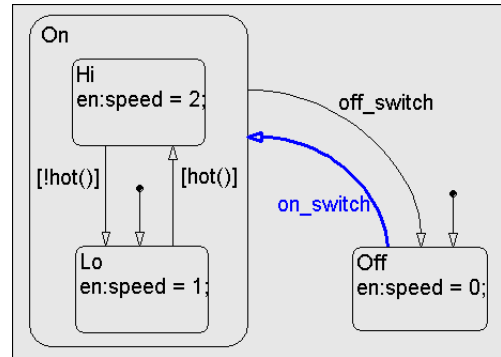 On
Hi
en:speed = 2;
off_switch
[!hot()]
[hot()]
on_switch
Lo
en:speed = 1;
Off
en:speed = 0;